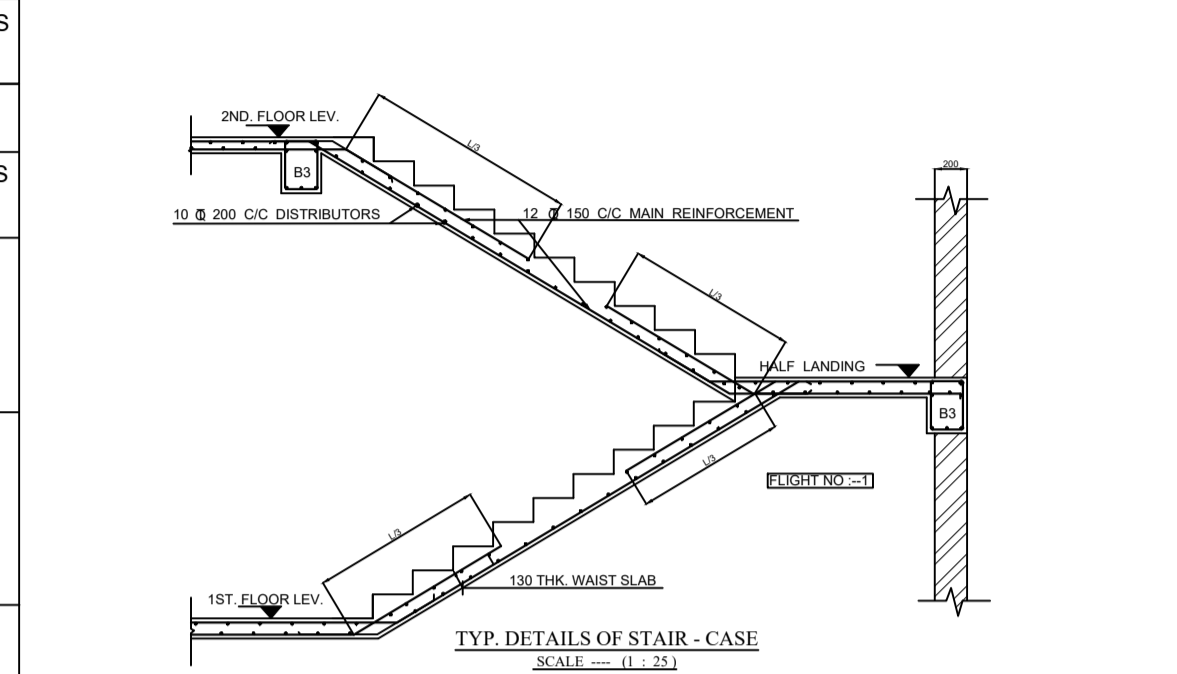 S
S
2ND. FLOOR LEV.
L/3
200
B3
10 Φ 200 C/C DISTRIBUTORS
12 Φ 150 C/C MAIN REINFORCEMENT
L/3
HALF LANDING
B3
L/3
FLIGHT NO :--1
L/3
130 THK. WAIST SLAB
1ST. FLOOR LEV.
TYP. DETAILS OF STAIR - CASE
SCALE ---- (1 : 25 )